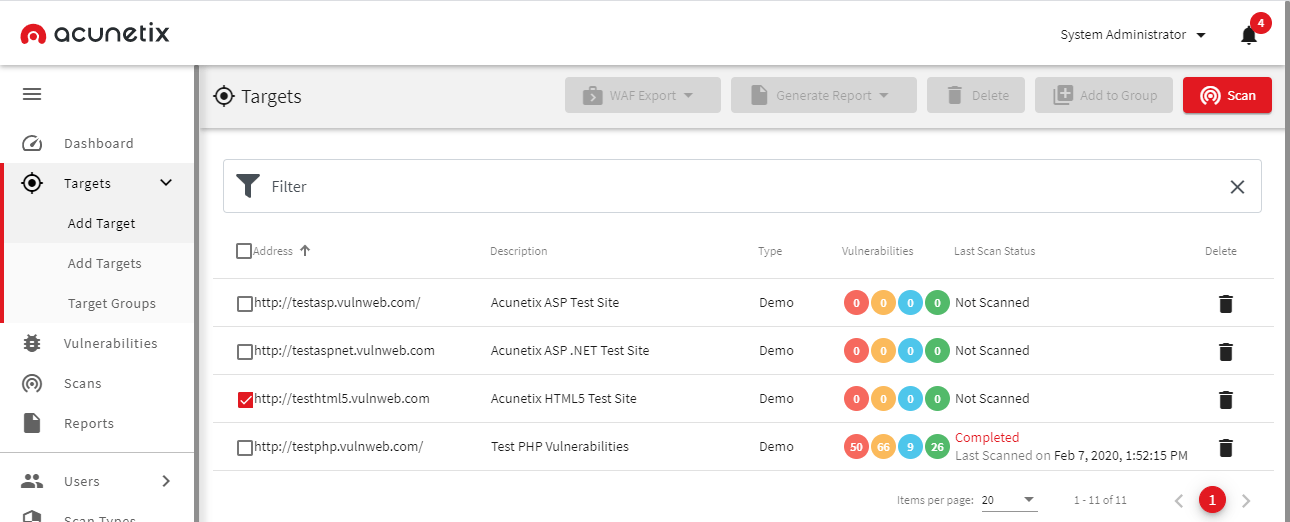 acunetix
System Administrator
4
Targets
WAF Export
Generate Report
Delete
Add to Group
Scan
Dashboard
Targets
Add Target
Add Targets
Target Groups
Vulnerabilities
Scans
Reports
Users
Scan Types
Filter
Address Description Type Vulnerabilities Last Scan Status Delete
http://testasp.vulnweb.com/ Acunetix ASP Test Site Demo 0 0 0 0 Not Scanned
http://testaspnet.vulnweb.com Acunetix ASP .NET Test Site Demo 0 0 0 0 Not Scanned
http://testhtml5.vulnweb.com Acunetix HTML5 Test Site Demo 0 0 0 0 Not Scanned
http://testphp.vulnweb.com/ Test PHP Vulnerabilities Demo 50 66 9 26 Completed
Last Scanned on Feb 7, 2020, 1:52:15 PM
Items per page: 20 1 - 11 of 11 1